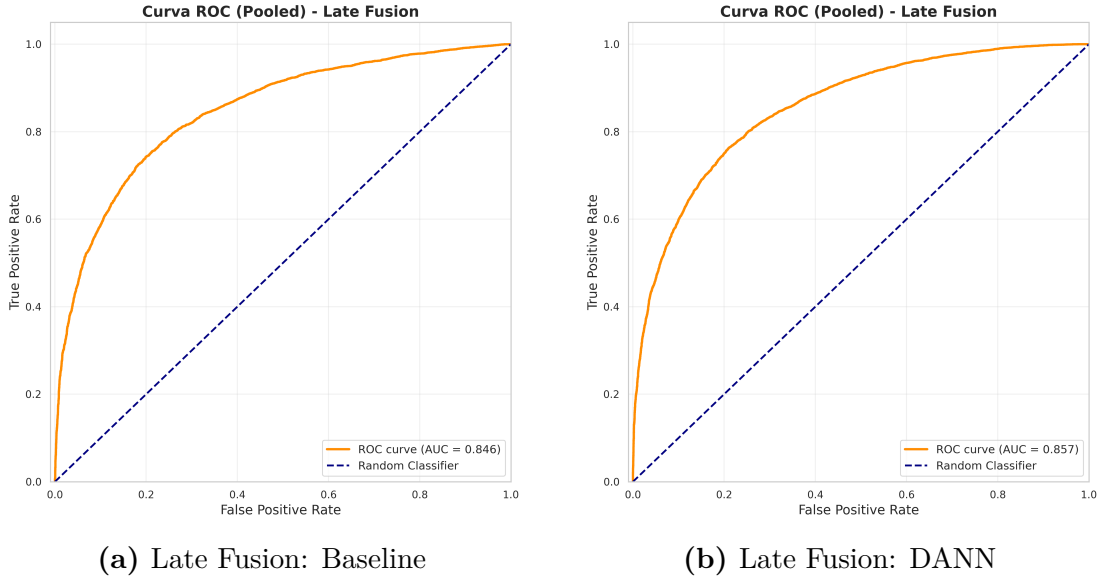 Curva ROC (Pooled) - Late Fusion
1.0
0.8
0.6
0.4
0.2
0.0
True Positive Rate
0.0 0.2 0.4 0.6 0.8 1.0
False Positive Rate
ROC curve (AUC = 0.846)
Random Classifier
(a) Late Fusion: Baseline
Curva ROC (Pooled) - Late Fusion
1.0
0.8
0.6
0.4
0.2
0.0
True Positive Rate
0.0 0.2 0.4 0.6 0.8 1.0
False Positive Rate
ROC curve (AUC = 0.857)
Random Classifier
(b) Late Fusion: DANN